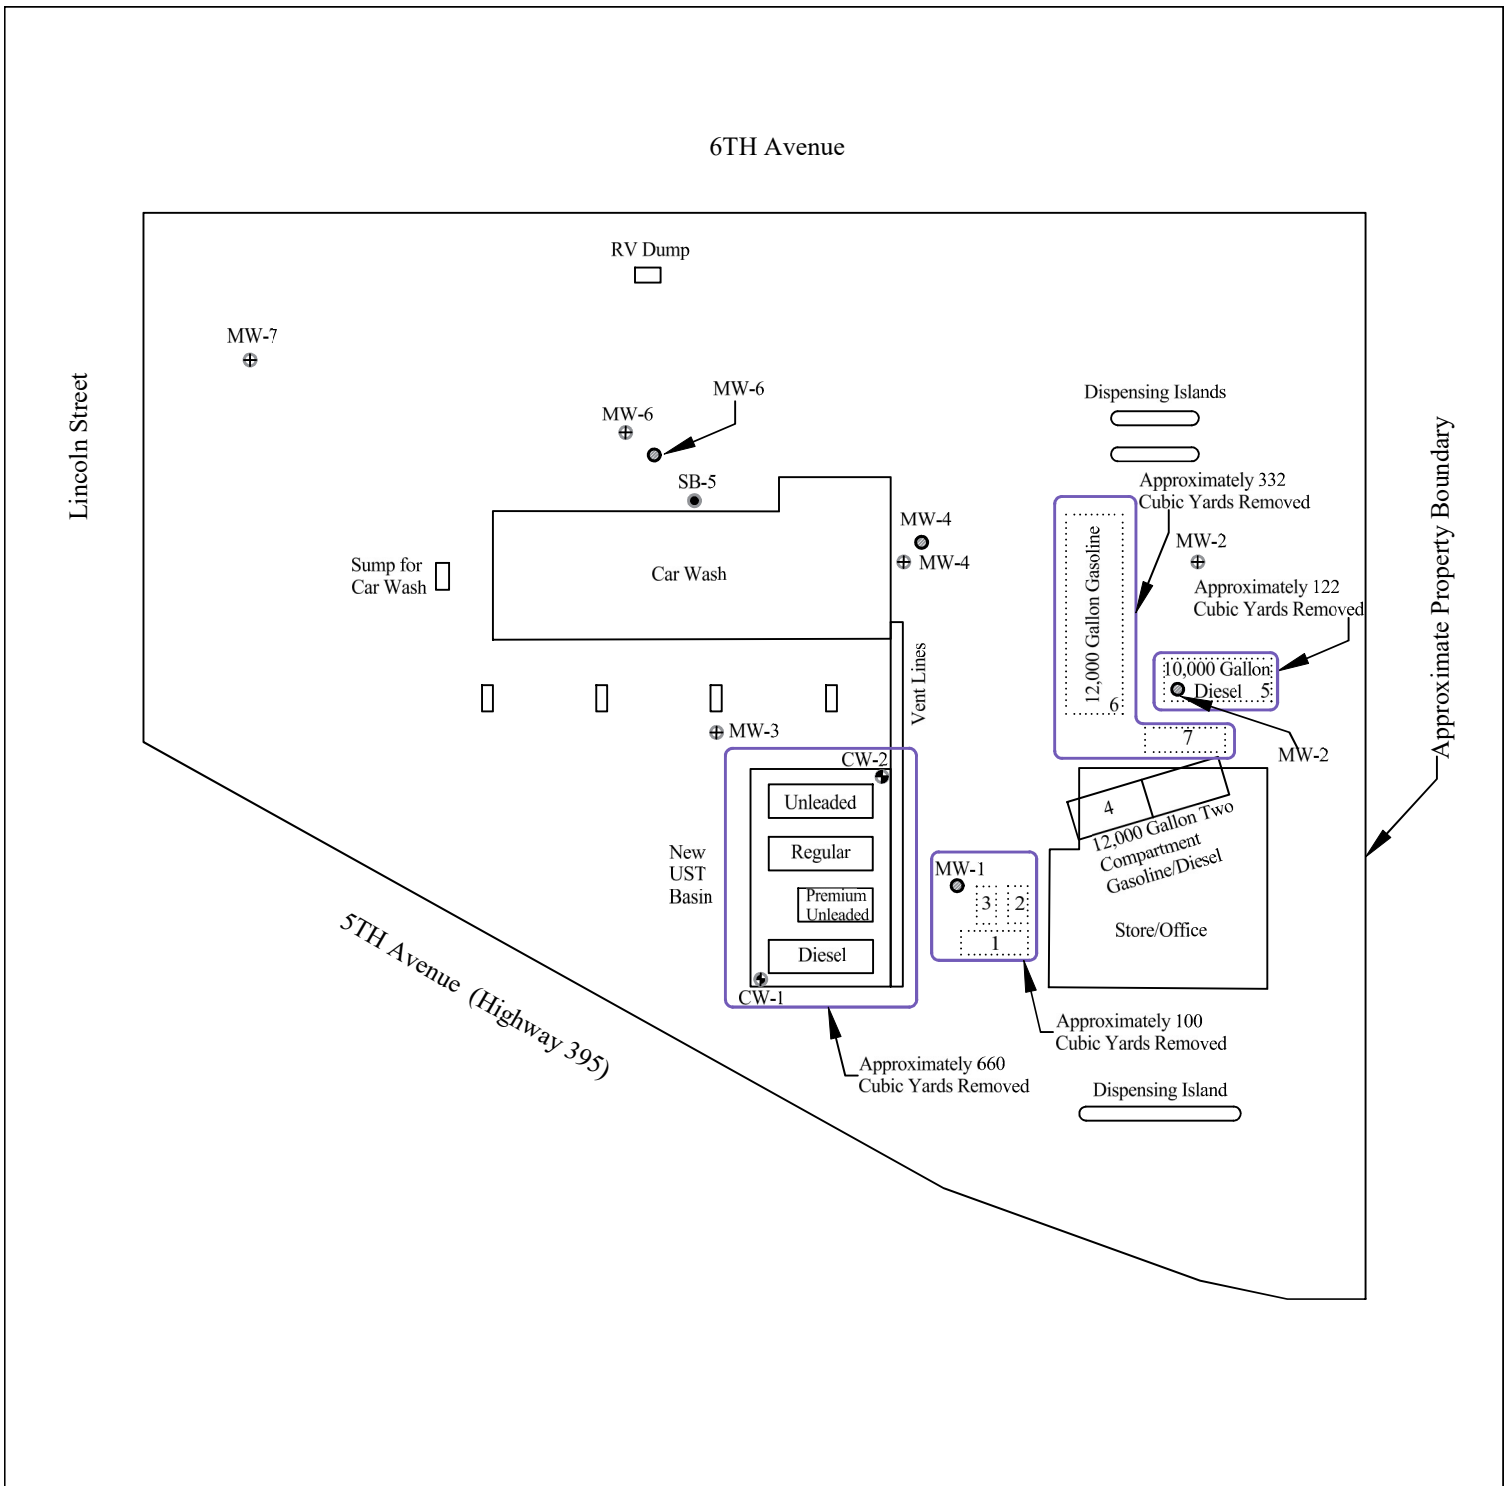 6TH Avenue
RV Dump
MW-7
Lincoln Street
MW-6
MW-6
Dispensing Islands
SB-5
Approximately 332
Cubic Yards Removed
MW-4
MW-4
MW-2
Approximately 122
Cubic Yards Removed
Approximate Property Boundary
Sump for
Car Wash
Car Wash
12,000 Gallon Gasoline
6
Vent Lines
10,000 Gallon
Diesel 5
7
MW-2
MW-3
CW-2
Unleaded
Regular
Premium
Unleaded
Diesel
New
UST
Basin
CW-1
4
12,000 Gallon Two
Compartment
Gasoline/Diesel
MW-1
3 2
1
Store/Office
5TH Avenue (Highway 395)
Approximately 100
Cubic Yards Removed
Approximately 660
Cubic Yards Removed
Dispensing Island